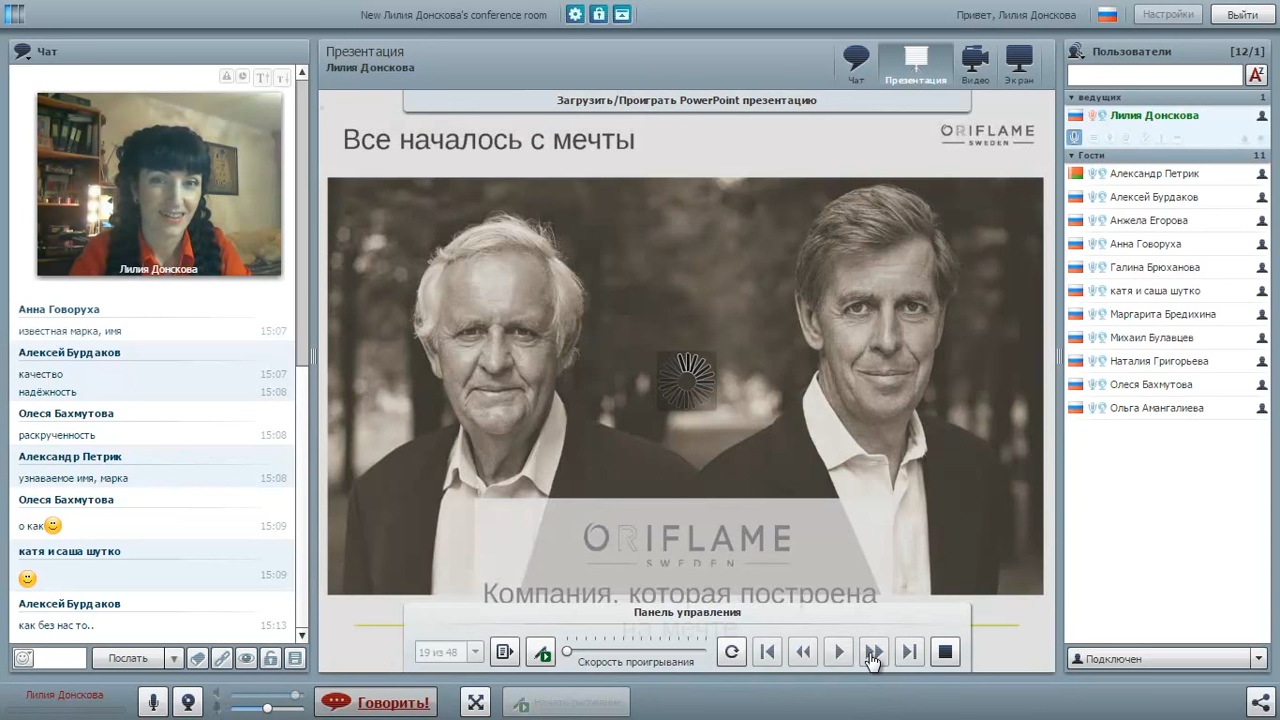 New Лилия Донскова's conference room
Привет, Лилия Донскова
Настройки
Выйти
Чат
Лилия Донскова
Анна Говоруха
известная марка, имя 15:07
Алексей Бурдаков
качество 15:07
надёжность 15:08
Олеся Бахмутова
раскрученность 15:08
Александр Петрик
узнаваемое имя, марка 15:08
Олеся Бахмутова
о как 15:09
катя и саша шутко
15:09
Алексей Бурдаков
как без нас то.. 15:13
Послать
Презентация
Лилия Донскова
Чат
Презентация
Видео
Экран
Загрузить/Проиграть PowerPoint презентацию
Все началось с мечты
ORIFLAME
SWEDEN
ORIFLAME
SWEDEN
Компания, которая построена
Панель управления
19 из 48
Скорость проигрывания
Пользователи [12/1]
ведущих 1
Лилия Донскова
Гости 11
Александр Петрик
Алексей Бурдаков
Анжела Егорова
Анна Говоруха
Галина Брюханова
катя и саша шутко
Маргарита Бредихина
Михаил Булавцев
Наталия Григорьева
Олеся Бахмутова
Ольга Амангалиева
Подключен
Лилия Донскова
Говорить!